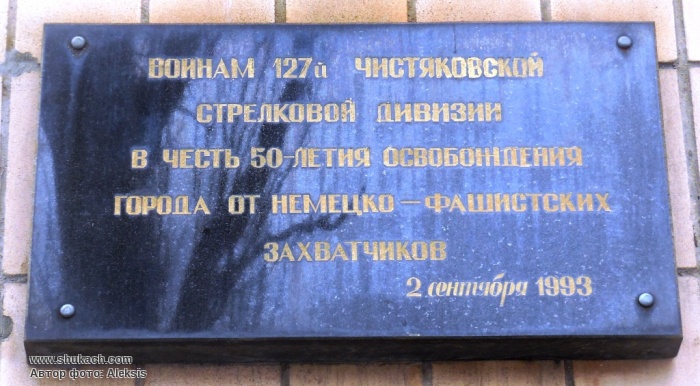 ВОИНАМ 127й ЧИСТЯКОВСКОЙ
СТРЕЛКОВОЙ ДИВИЗИИ
В ЧЕСТЬ 50-ЛЕТИЯ ОСВОБОЖДЕНИЯ
ГОРОДА ОТ НЕМЕЦКО – ФАШИСТСКИХ
ЗАХВАТЧИКОВ
2 сентября 1993
www.shukach.com
Автор фото: Aleksis